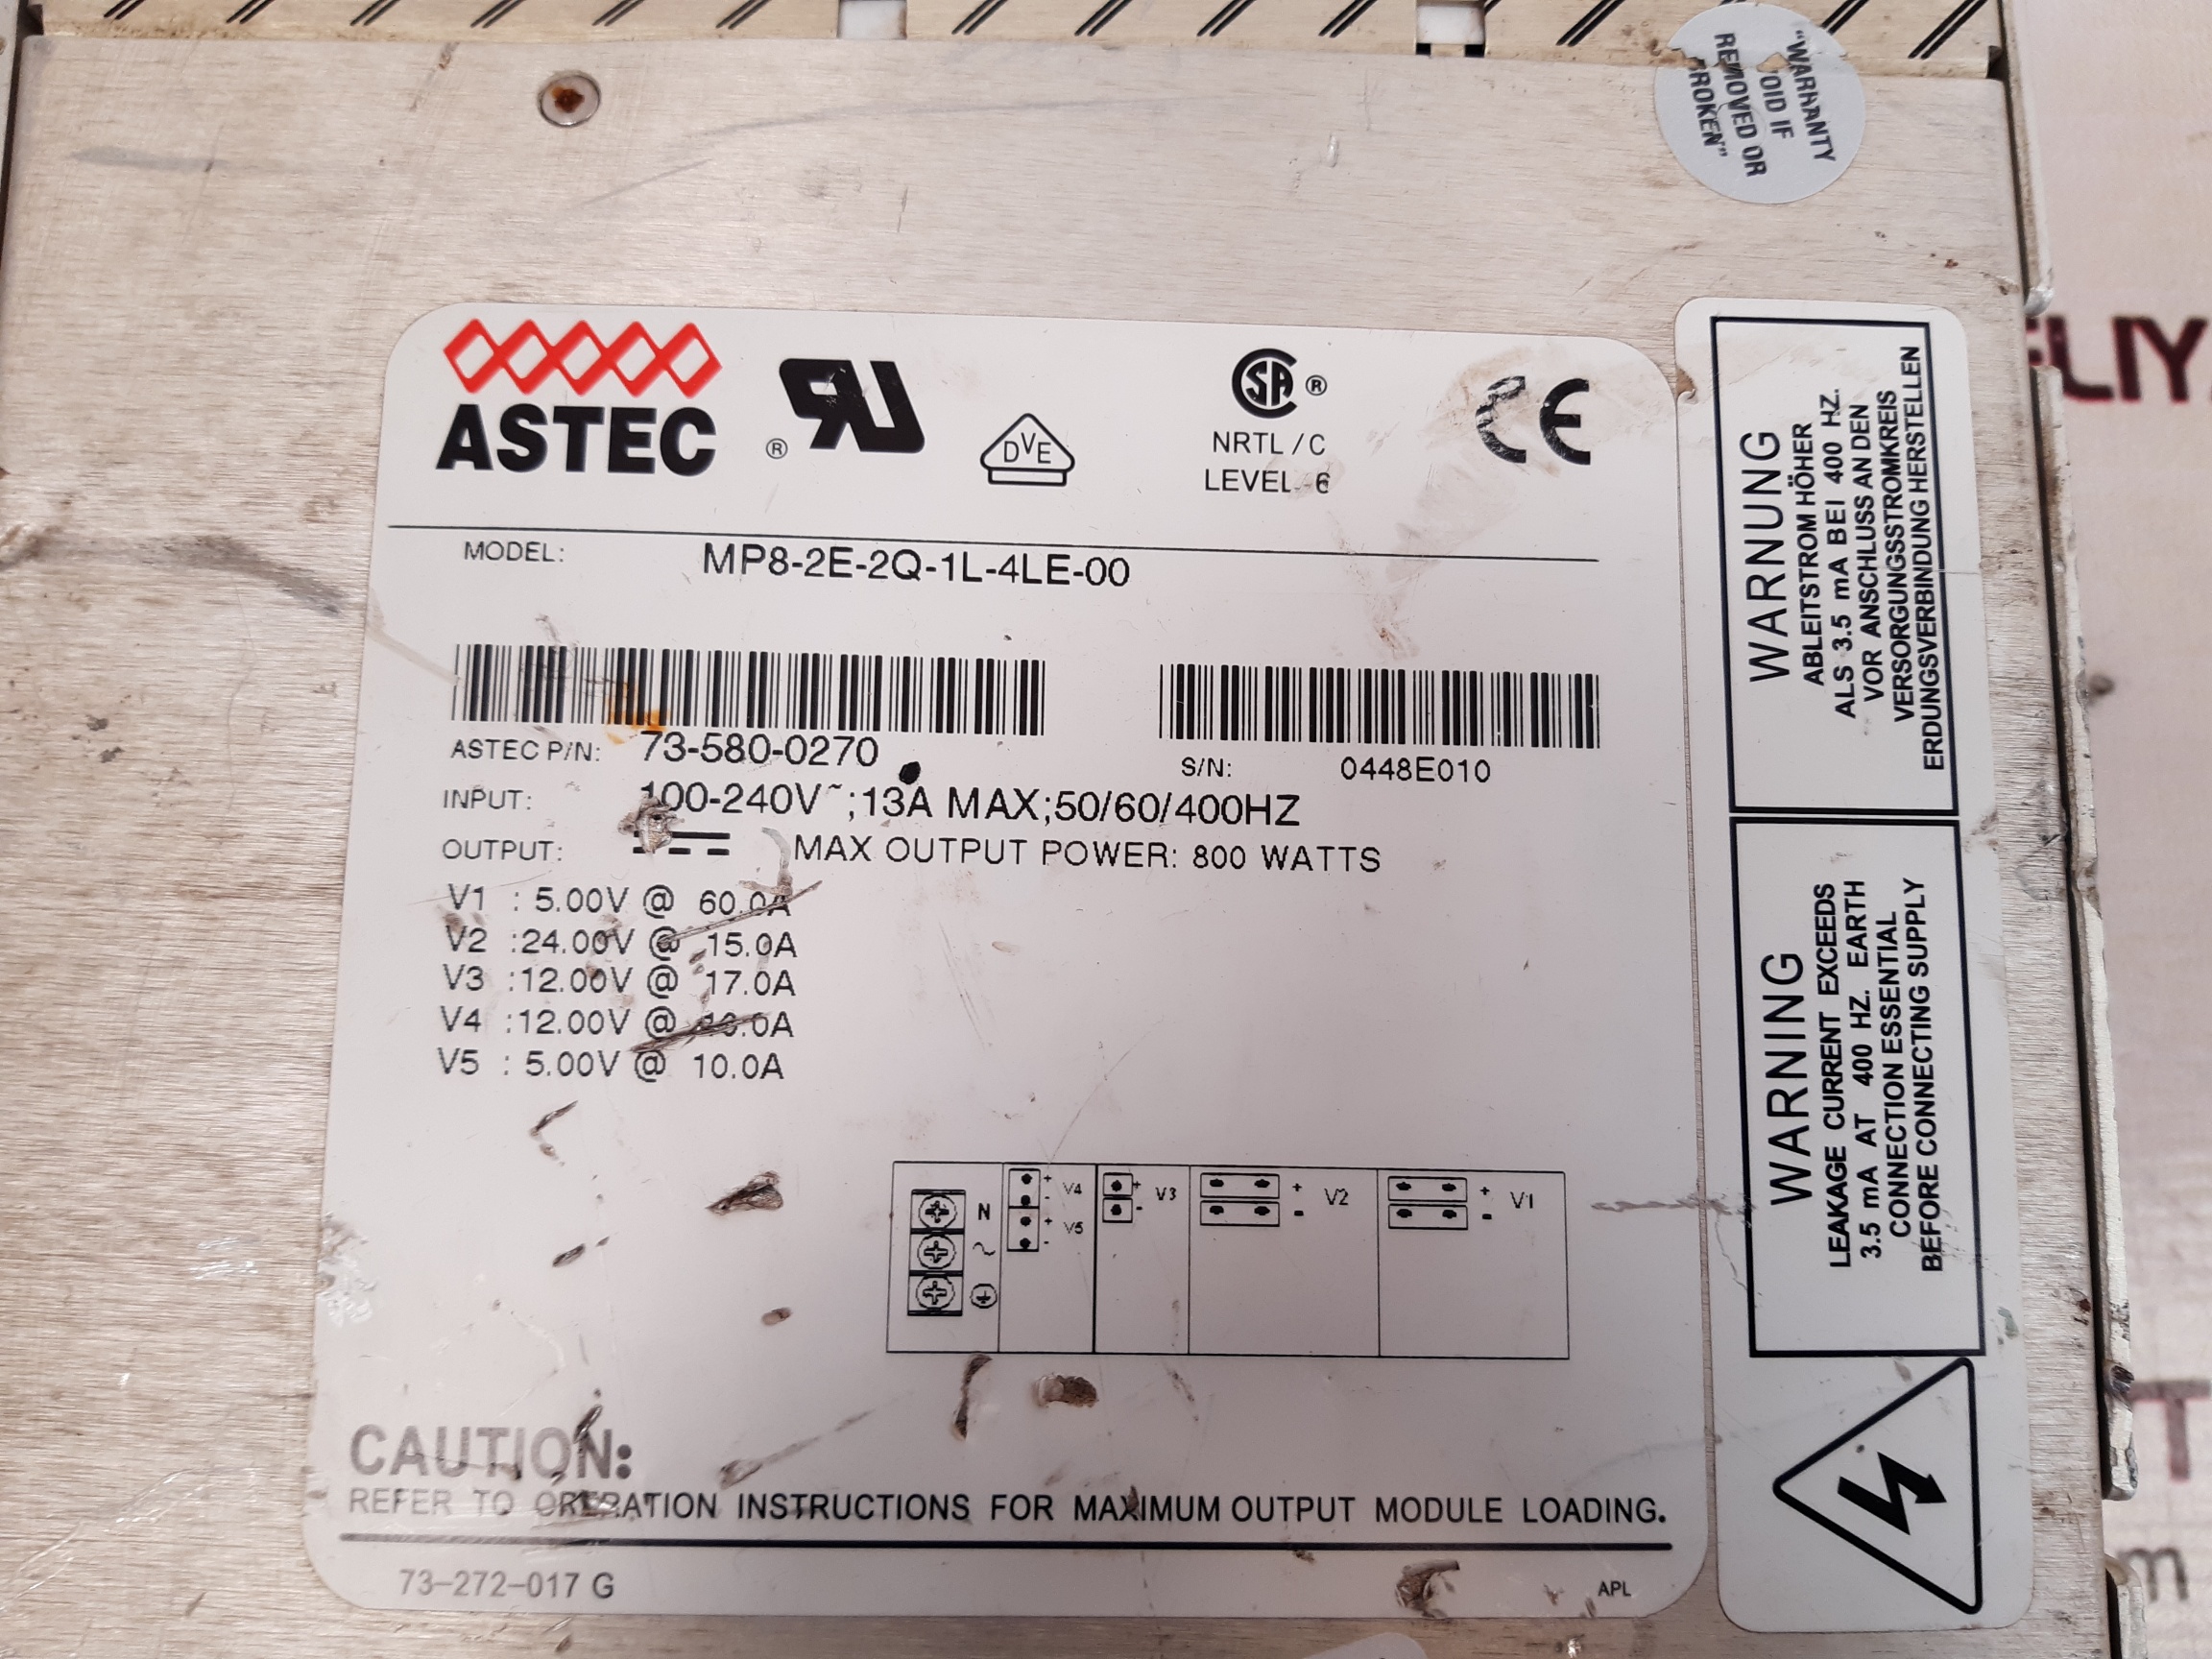 "WARRANTY
VOID IF
REMOVED OR
BROKEN"
ASTEC
®
DVE
SA ®
NRTL/C
LEVEL 6
CE
MODEL: MP8-2E-2Q-1L-4LE-00
ASTEC P/N: 73-580-0270
S/N: 0448E010
INPUT: 100-240V~;13A MAX;50/60/400HZ
OUTPUT: MAX OUTPUT POWER: 800 WATTS
V1 : 5.00V @ 60.0A
V2 :24.00V @ 15.0A
V3 :12.00V @ 17.0A
V4 :12.00V @
V5 : 5.00V @ 10.0A
N
+ V4
-
+ V5
-
+ V3
-
+ V2
-
+ V1
-
CAUTION:
REFER TO OPERATION INSTRUCTIONS FOR MAXIMUM OUTPUT MODULE LOADING.
73-272-017 G
APL
WARNUNG
ABLEITSTROM HÖHER
ALS 3.5 mA BEI 400 HZ.
VOR ANSCHLUSS AN DEN
VERSORGUNGSSTROMKREIS
ERDUNGSVERBINDUNG HERSTELLEN
WARNING
LEAKAGE CURRENT EXCEEDS
3.5 mA AT 400 HZ. EARTH
CONNECTION ESSENTIAL
BEFORE CONNECTING SUPPLY